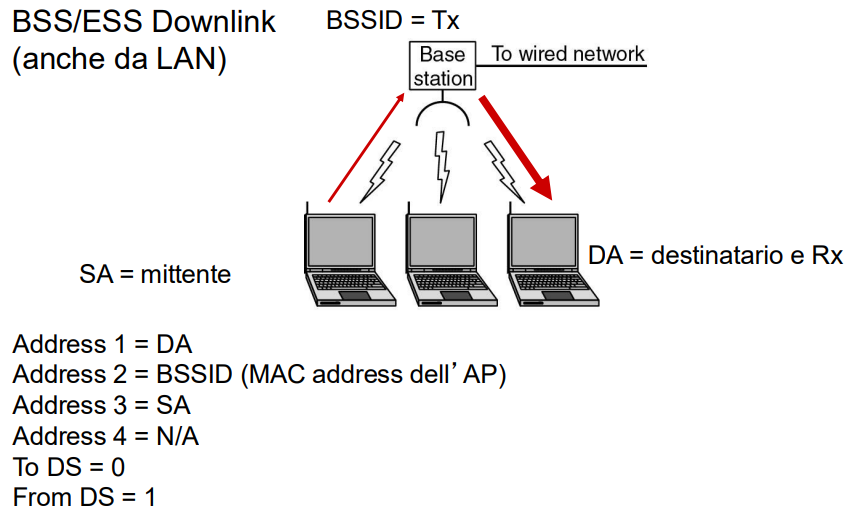 BSS/ESS Downlink
(anche da LAN)
BSSID = Tx
Base
station
To wired network
SA = mittente
DA = destinatario e Rx
Address 1 = DA
Address 2 = BSSID (MAC address dell’AP)
Address 3 = SA
Address 4 = N/A
To DS = 0
From DS = 1